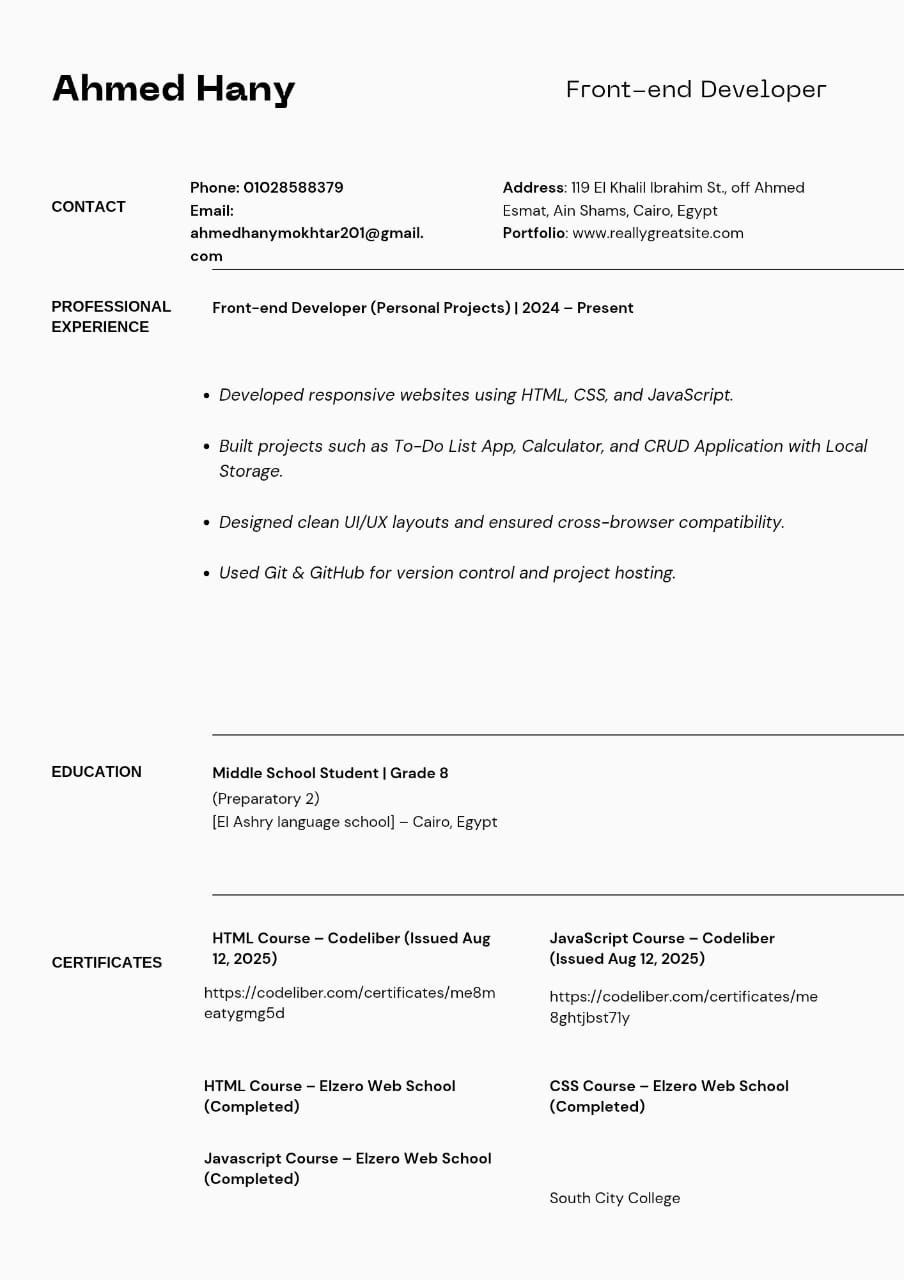 Ahmed Hany
Front-end Developer
CONTACT
Phone: 01028588379
Email:
ahmedhanymokhtar201@gmail.
com
Address: 119 El Khalil Ibrahim St., off Ahmed
Esmat, Ain Shams, Cairo, Egypt
Portfolio: www.reallygreatsite.com
PROFESSIONAL
EXPERIENCE
Front-end Developer (Personal Projects) | 2024 – Present
• Developed responsive websites using HTML, CSS, and JavaScript.
• Built projects such as To-Do List App, Calculator, and CRUD Application with Local
Storage.
• Designed clean UI/UX layouts and ensured cross-browser compatibility.
• Used Git & GitHub for version control and project hosting.
EDUCATION
Middle School Student | Grade 8
(Preparatory 2)
[El Ashry language school] – Cairo, Egypt
CERTIFICATES
HTML Course – Codeliber (Issued Aug
12, 2025)
https://codeliber.com/certificates/me8m
eatygmg5d
JavaScript Course – Codeliber
(Issued Aug 12, 2025)
https://codeliber.com/certificates/me
8ghtjbst71y
HTML Course – Elzero Web School
(Completed)
CSS Course – Elzero Web School
(Completed)
Javascript Course – Elzero Web School
(Completed)
South City College